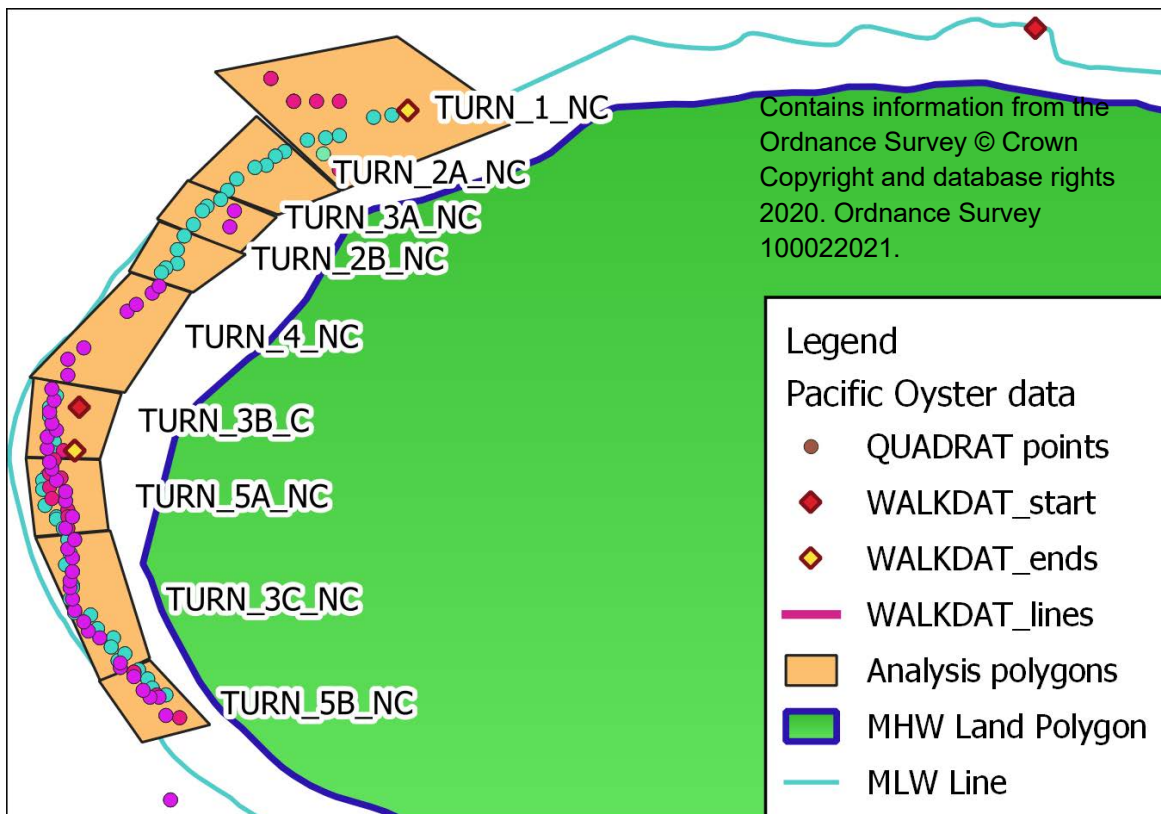 TURN_1_NC
Contains information from the
Ordnance Survey © Crown
Copyright and database rights
2020. Ordnance Survey
100022021.
TURN_2A_NC
TURN_3A_NC
TURN_2B_NC
TURN_4_NC
TURN_3B_C
TURN_5A_NC
TURN_3C_NC
TURN_5B_NC
Legend
Pacific Oyster data
QUADRAT points
WALKDAT_start
WALKDAT_ends
WALKDAT_lines
Analysis polygons
MHW Land Polygon
MLW Line